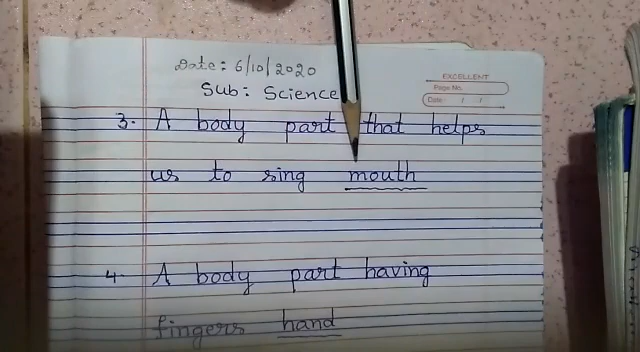 Date: 6/10/2020
Sub: Science
EXCELLENT
Page No.
Date: / /
3. A body part that helps
us to sing mouth
4. A body part having
fingers hand